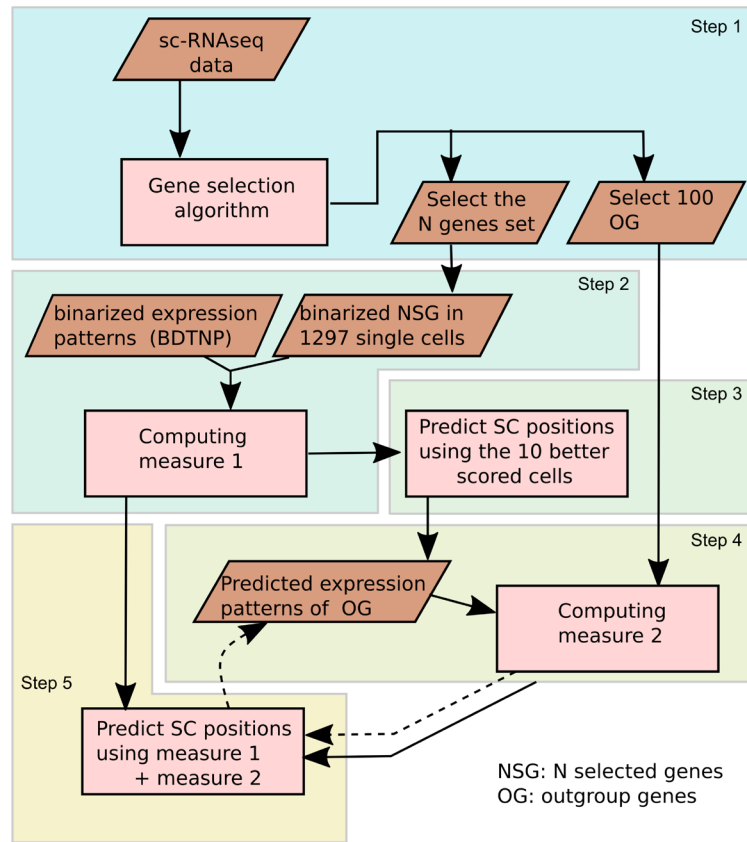 Step 1
sc-RNAseq
data
Gene selection
algorithm
Select the
N genes set
Select 100
OG
Step 2
binarized expression
patterns (BDTNP)
binarized NSG in
1297 single cells
Computing
measure 1
Step 3
Predict SC positions
using the 10 better
scored cells
Step 4
Predicted expression
patterns of OG
Computing
measure 2
Step 5
Predict SC positions
using measure 1
+ measure 2
NSG: N selected genes
OG: outgroup genes